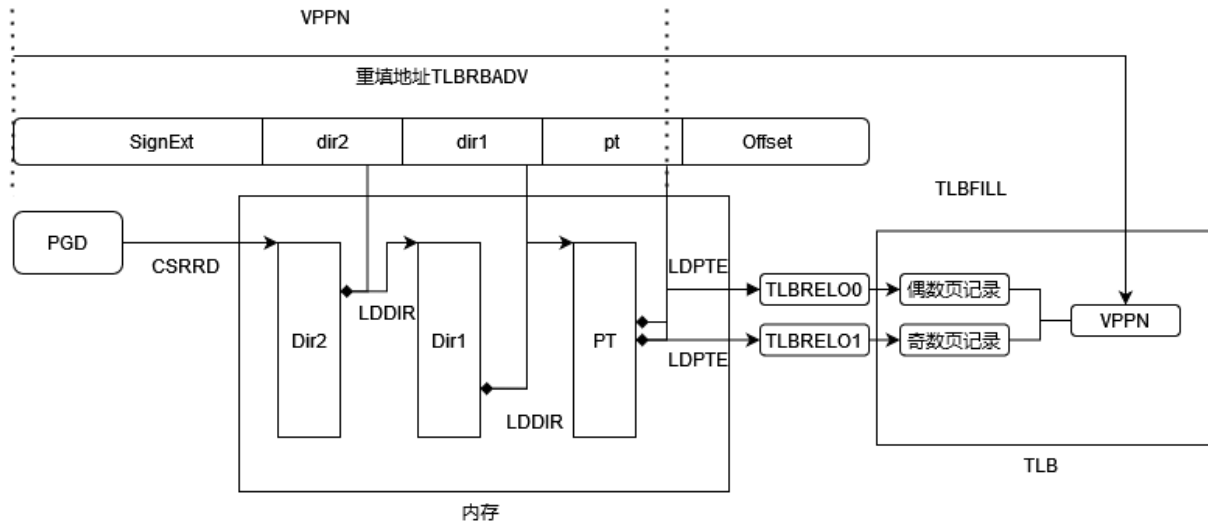 VPPN
重填地址TLBRBADV
SignExt dir2 dir1 pt Offset
TLBFILL
PGD
CSRRD
LDDIR
LDPTE
TLBRELO0
偶数页记录
VPPN
Dir2
Dir1
PT
TLBRELO1
奇数页记录
LDPTE
LDDIR
TLB
内存